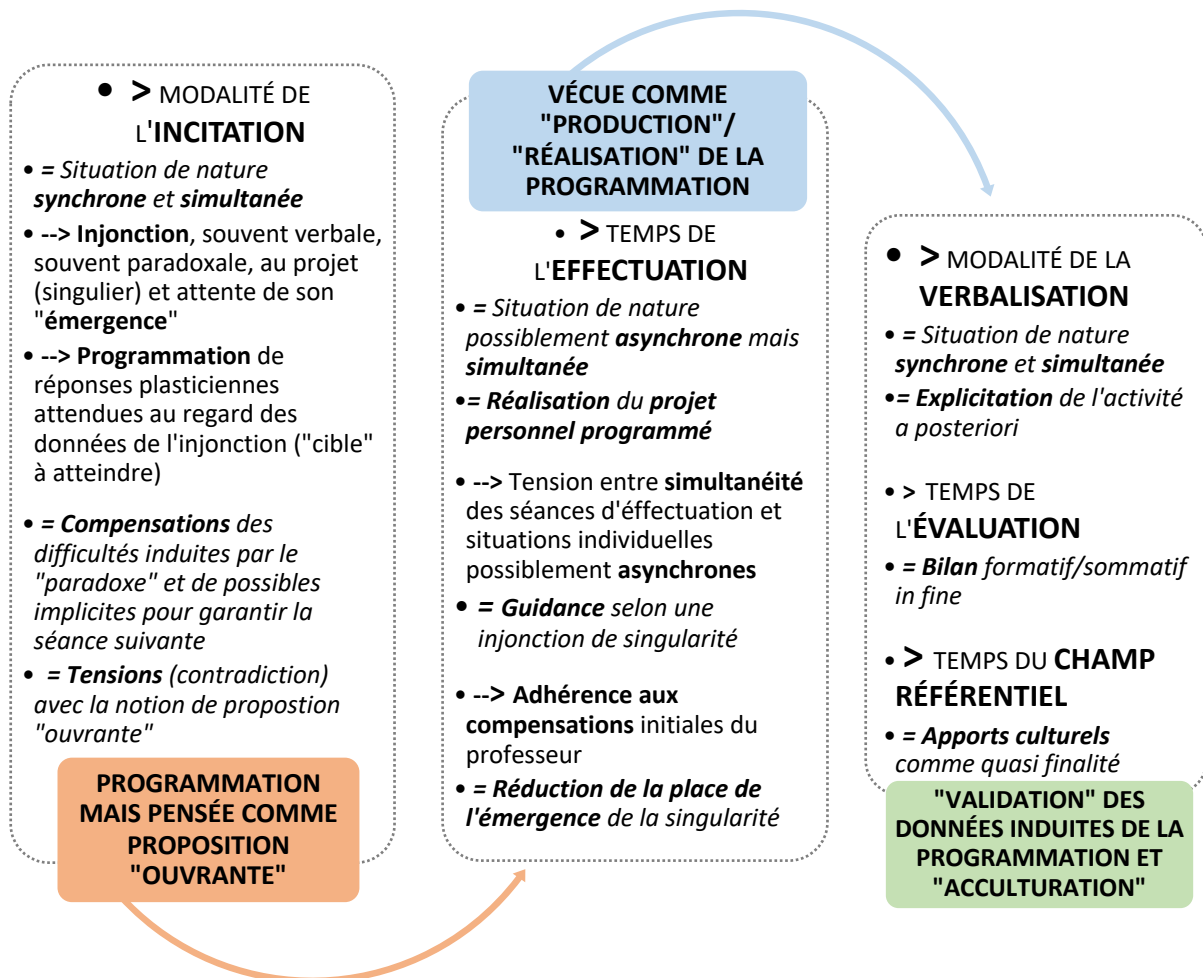 • > MODALITÉ DE
L'INCITATION
• = Situation de nature
synchrone et simultanée
• --> Injonction, souvent verbale,
souvent paradoxale, au projet
(singulier) et attente de son
"émergence"
• --> Programmation de
réponses plasticiennes
attendues au regard des
données de l'injonction ("cible"
à atteindre)
• = Compensations des
difficultés induites par le
"paradoxe" et de possibles
implicites pour garantir la
séance suivante
• = Tensions (contradiction)
avec la notion de propostion
"ouvrante"
PROGRAMMATION
MAIS PENSÉE COMME
PROPOSITION
"OUVRANTE"
VÉCUE COMME
"PRODUCTION"/
"RÉALISATION" DE LA
PROGRAMMATION
• > TEMPS DE
L'EFFECTUATION
• = Situation de nature
possiblement asynchrone mais
simultanée
•= Réalisation du projet
personnel programmé
• --> Tension entre simultanéité
des séances d'éffectuation et
situations individuelles
possiblement asynchrones
• = Guidance selon une
injonction de singularité
• --> Adhérence aux
compensations initiales du
professeur
• = Réduction de la place de
l'émergence de la singularité
• > MODALITÉ DE LA
VERBALISATION
• = Situation de nature
synchrone et simultanée
•= Explicitation de l'activité
a posteriori
• > TEMPS DE
L'ÉVALUATION
• = Bilan formatif/sommatif
in fine
• > TEMPS DU CHAMP
RÉFÉRENTIEL
• = Apports culturels
comme quasi finalité
"VALIDATION" DES
DONNÉES INDUITES DE LA
PROGRAMMATION ET
"ACCULTURATION"